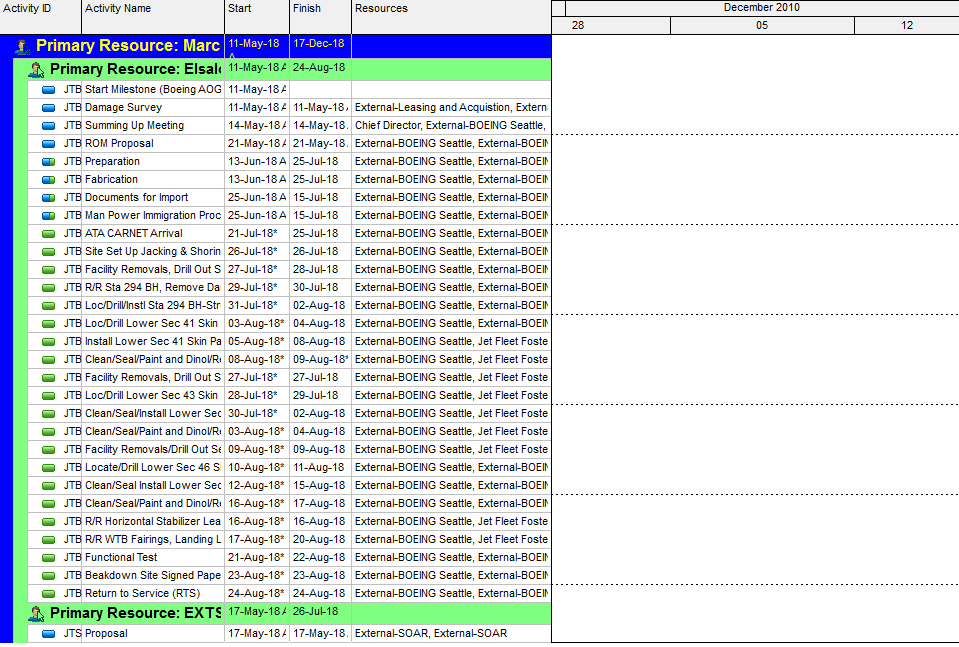 Activity ID Activity Name Start Finish Resources December 2010
28 05 12
Primary Resource: Marc 11-May-18 17-Dec-18
Primary Resource: Elsal 11-May-18 A 24-Aug-18
JTB Start Milestone (Boeing AOG 11-May-18 A
JTB Damage Survey 11-May-18 A 11-May-18 A External-Leasing and Acquistion, Extern
JTB Summing Up Meeting 14-May-18 A 14-May-18 Chief Director, External-BOEING Seattle,
JTB ROM Proposal 21-May-18 A 21-May-18 External-BOEING Seattle, External-BOEIN
JTB Preparation 13-Jun-18 A 25-Jul-18 External-BOEING Seattle, External-BOEIN
JTB Fabrication 13-Jun-18 A 25-Jul-18 External-BOEING Seattle, External-BOEIN
JTB Documents for Import 25-Jun-18 A 15-Jul-18 External-BOEING Seattle, External-BOEIN
JTB Man Power Immigration Proc 25-Jun-18 A 15-Jul-18 External-BOEING Seattle, External-BOEIN
JTB ATA CARNET Arrival 21-Jul-18* 25-Jul-18 External-BOEING Seattle, External-BOEIN
JTB Site Set Up Jacking & Shorin 26-Jul-18* 26-Jul-18 External-BOEING Seattle, External-BOEIN
JTB Facility Removals, Drill Out S 27-Jul-18* 28-Jul-18 External-BOEING Seattle, External-BOEIN
JTB R/R Sta 294 BH, Remove Da 29-Jul-18* 30-Jul-18 External-BOEING Seattle, External-BOEIN
JTB Loc/Drill/Instl Sta 294 BH-Str 31-Jul-18* 02-Aug-18 External-BOEING Seattle, External-BOEIN
JTB Loc/Drill Lower Sec 41 Skin 03-Aug-18* 04-Aug-18 External-BOEING Seattle, External-BOEIN
JTB Install Lower Sec 41 Skin Pa 05-Aug-18* 08-Aug-18 External-BOEING Seattle, Jet Fleet Foste
JTB Clean/Seal/Paint and Dinol/R 08-Aug-18* 09-Aug-18* External-BOEING Seattle, Jet Fleet Foste
JTB Facility Removals, Drill Out S 27-Jul-18* 27-Jul-18 External-BOEING Seattle, Jet Fleet Foste
JTB Loc/Drill Lower Sec 43 Skin 28-Jul-18* 29-Jul-18 External-BOEING Seattle, Jet Fleet Foste
JTB Clean/Seal/Install Lower Sec 30-Jul-18* 02-Aug-18 External-BOEING Seattle, Jet Fleet Foste
JTB Clean/Seal/Paint and Dinol/R 03-Aug-18* 04-Aug-18 External-BOEING Seattle, Jet Fleet Foste
JTB Facility Removals/Drill Out Se 09-Aug-18* 09-Aug-18 External-BOEING Seattle, Jet Fleet Foste
JTB Locate/Drill Lower Sec 46 S 10-Aug-18* 11-Aug-18 External-BOEING Seattle, External-BOEIN
JTB Clean/Seal Install Lower Sec 12-Aug-18* 15-Aug-18 External-BOEING Seattle, External-BOEIN
JTB Clean/Seal/Paint and Dinol/R 16-Aug-18* 17-Aug-18 External-BOEING Seattle, External-BOEIN
JTB R/R Horizontal Stabilizer Lea 16-Aug-18* 16-Aug-18 External-BOEING Seattle, Jet Fleet Foste
JTB R/R WTB Fairings, Landing L 17-Aug-18* 20-Aug-18 External-BOEING Seattle, Jet Fleet Foste
JTB Functional Test 21-Aug-18* 22-Aug-18 External-BOEING Seattle, External-BOEIN
JTB Beakdown Site Signed Pape 23-Aug-18* 23-Aug-18 External-BOEING Seattle, External-BOEIN
JTB Return to Service (RTS) 24-Aug-18* 24-Aug-18 External-BOEING Seattle, External-BOEIN
Primary Resource: EXTS 17-May-18 A 26-Jul-18
JTS Proposal 17-May-18 A 17-May-18 External-SOAR, External-SOAR